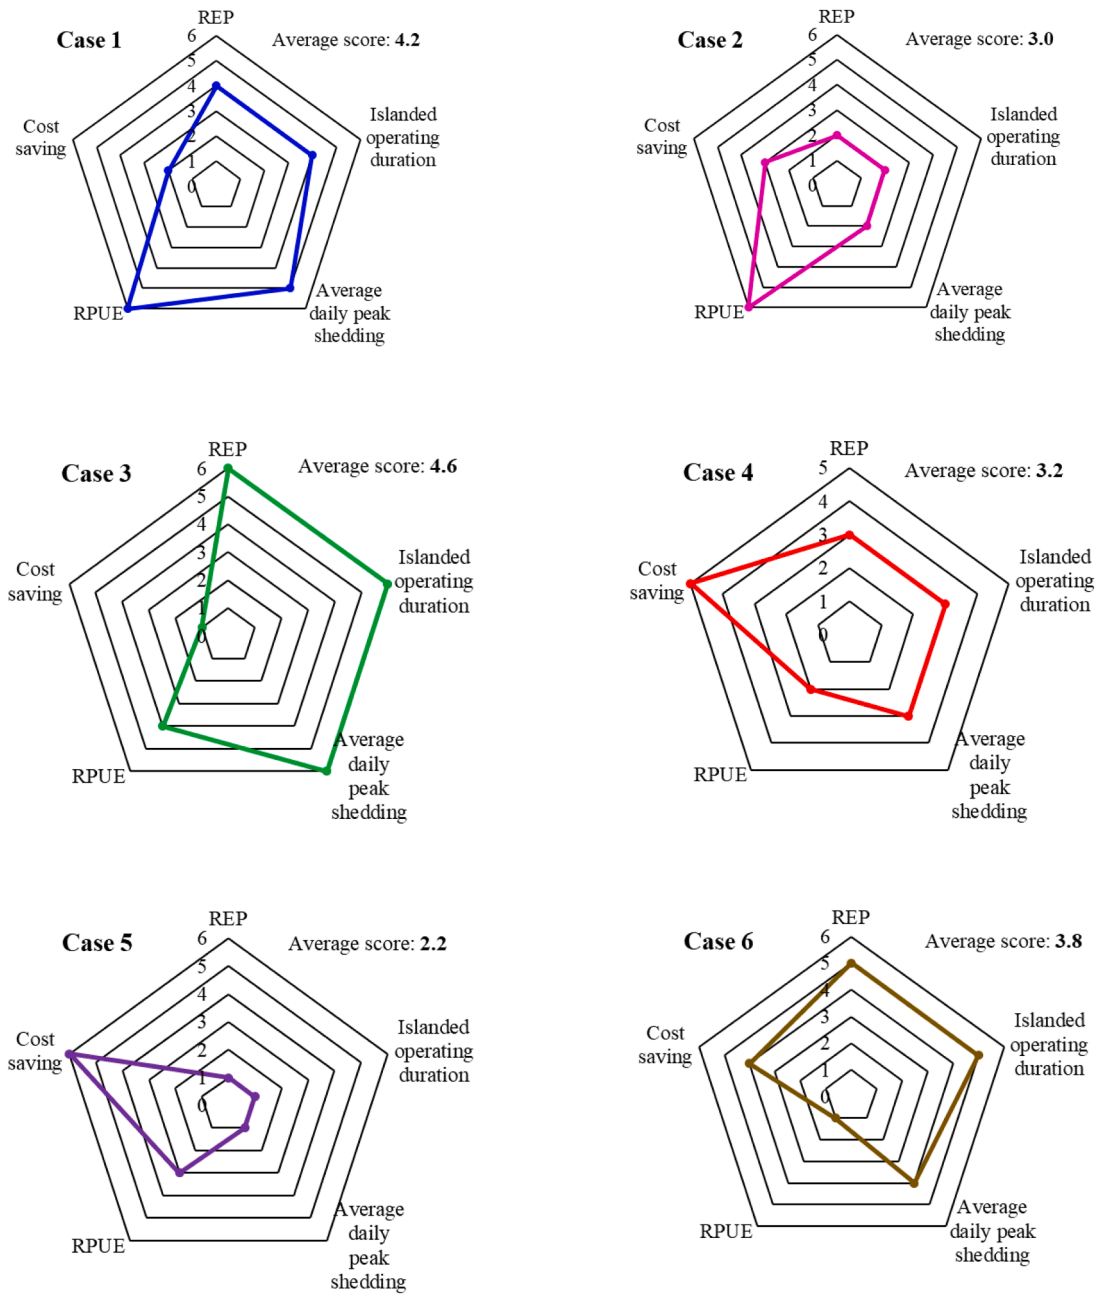 Case 1
REP
Average score: 4.2
6
5
4
3
2
1
0
Islanded
operating
duration
Average
daily peak
shedding
RPUE
Cost
saving
Case 2
REP
Average score: 3.0
6
5
4
3
2
1
0
Islanded
operating
duration
Average
daily peak
shedding
RPUE
Cost
saving
Case 3
REP
Average score: 4.6
6
5
4
3
2
1
0
Islanded
operating
duration
Average
daily
peak
shedding
RPUE
Cost
saving
Case 4
REP
Average score: 3.2
5
4
3
2
1
0
Islanded
operating
duration
Average
daily
peak
shedding
RPUE
Cost
saving
Case 5
REP
Average score: 2.2
6
5
4
3
2
1
0
Islanded
operating
duration
Average
daily
peak
shedding
RPUE
Cost
saving
Case 6
REP
Average score: 3.8
6
5
4
3
2
1
0
Islanded
operating
duration
Average
daily peak
shedding
RPUE
Cost
saving